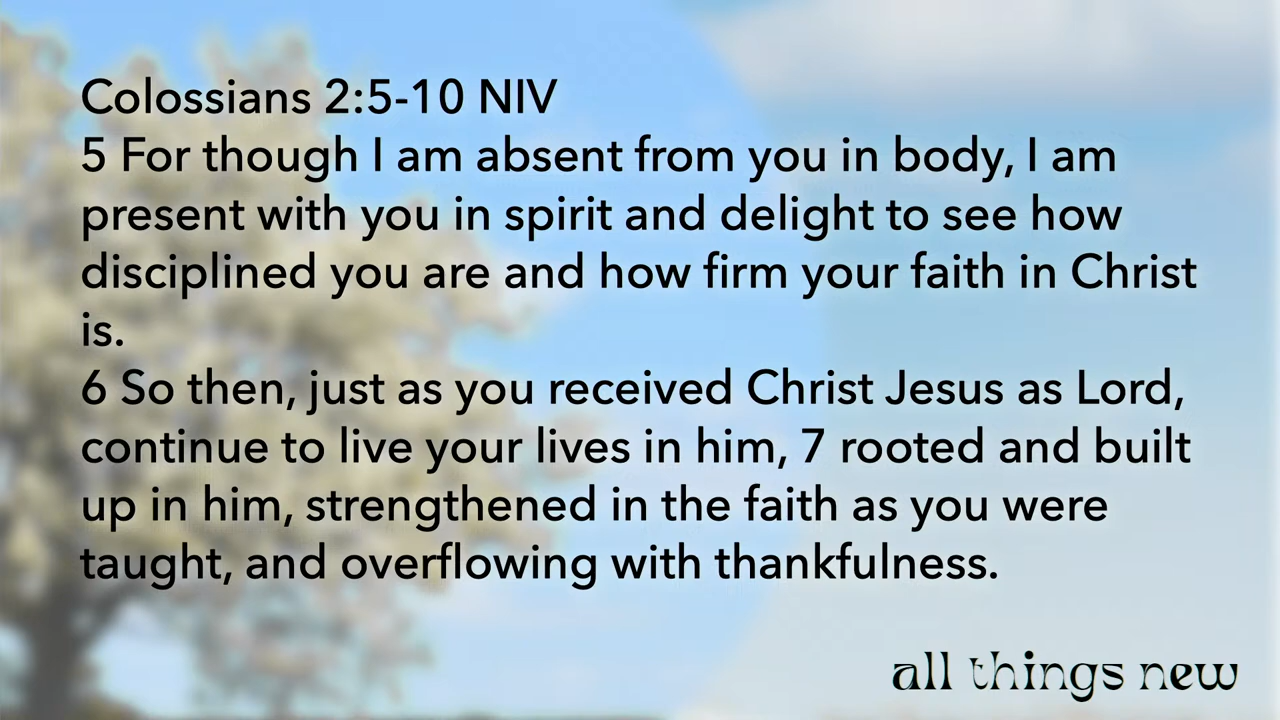 Colossians 2:5-10 NIV
5 For though I am absent from you in body, I am
present with you in spirit and delight to see how
disciplined you are and how firm your faith in Christ
is.
6 So then, just as you received Christ Jesus as Lord,
continue to live your lives in him, 7 rooted and built
up in him, strengthened in the faith as you were
taught, and overflowing with thankfulness.
all things new